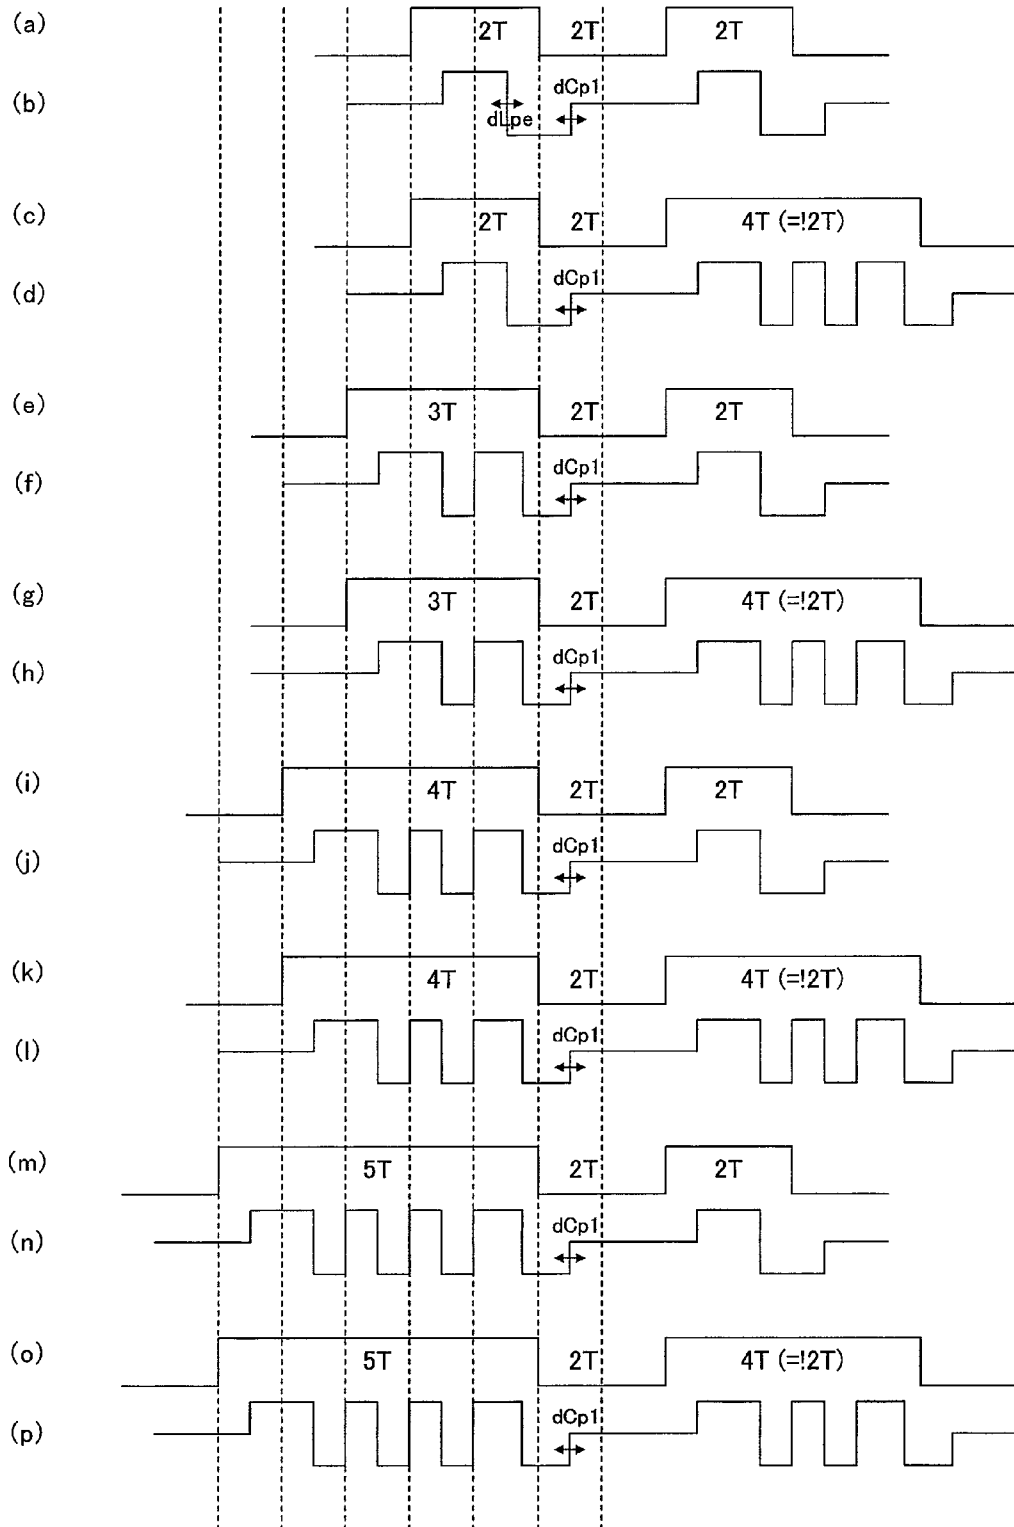 (a) 2T 2T 2T
(b) dLpe dCp1
(c) 2T 2T 4T (=!2T)
(d) dCp1
(e) 3T 2T 2T
(f) dCp1
(g) 3T 2T 4T (=!2T)
(h) dCp1
(i) 4T 2T 2T
(j) dCp1
(k) 4T 2T 4T (=!2T)
(l) dCp1
(m) 5T 2T 2T
(n) dCp1
(o) 5T 2T 4T (=!2T)
(p) dCp1